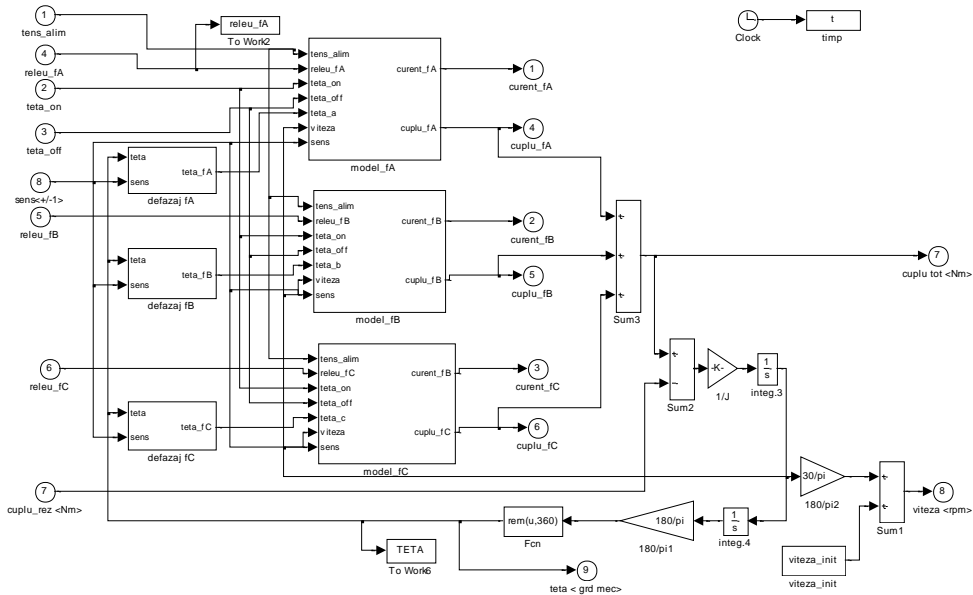 1
tens_alim
4
releu_fA
2
teta_on
3
teta_off
8
sens<+/-1>
5
releu_fB
6
releu_fC
7
cuplu_rez <Nm>
releu_fA
To Work2
Clock
t
timp
tens_alim
releu_fA
teta_on
teta_off
teta_a
viteza
sens
curent_fA
cuplu_fA
model_fA
1
curent_fA
4
cuplu_fA
teta
sens
teta_fA
defazaj fA
tens_alim
releu_fB
teta_on
teta_off
teta_b
viteza
sens
curent_fB
cuplu_fB
model_fB
2
curent_fB
5
cuplu_fB
teta
sens
teta_fB
defazaj fB
Sum3
7
cuplu tot <Nm>
tens_alim
releu_fC
teta_on
teta_off
teta_c
viteza
sens
curent_fB
cuplu_fC
model_fC
3
curent_fC
6
cuplu_fC
teta
sens
teta_fC
defazaj fC
Sum2
-K-
1/J
1
s
integ.3
30/pi
180/pi2
Sum1
8
viteza <rpm>
viteza_init
viteza_init
1
s
integ.4
180/pi
180/pi1
rem(u,360)
Fcn
TETA
To Work6
9
teta < grd mec>